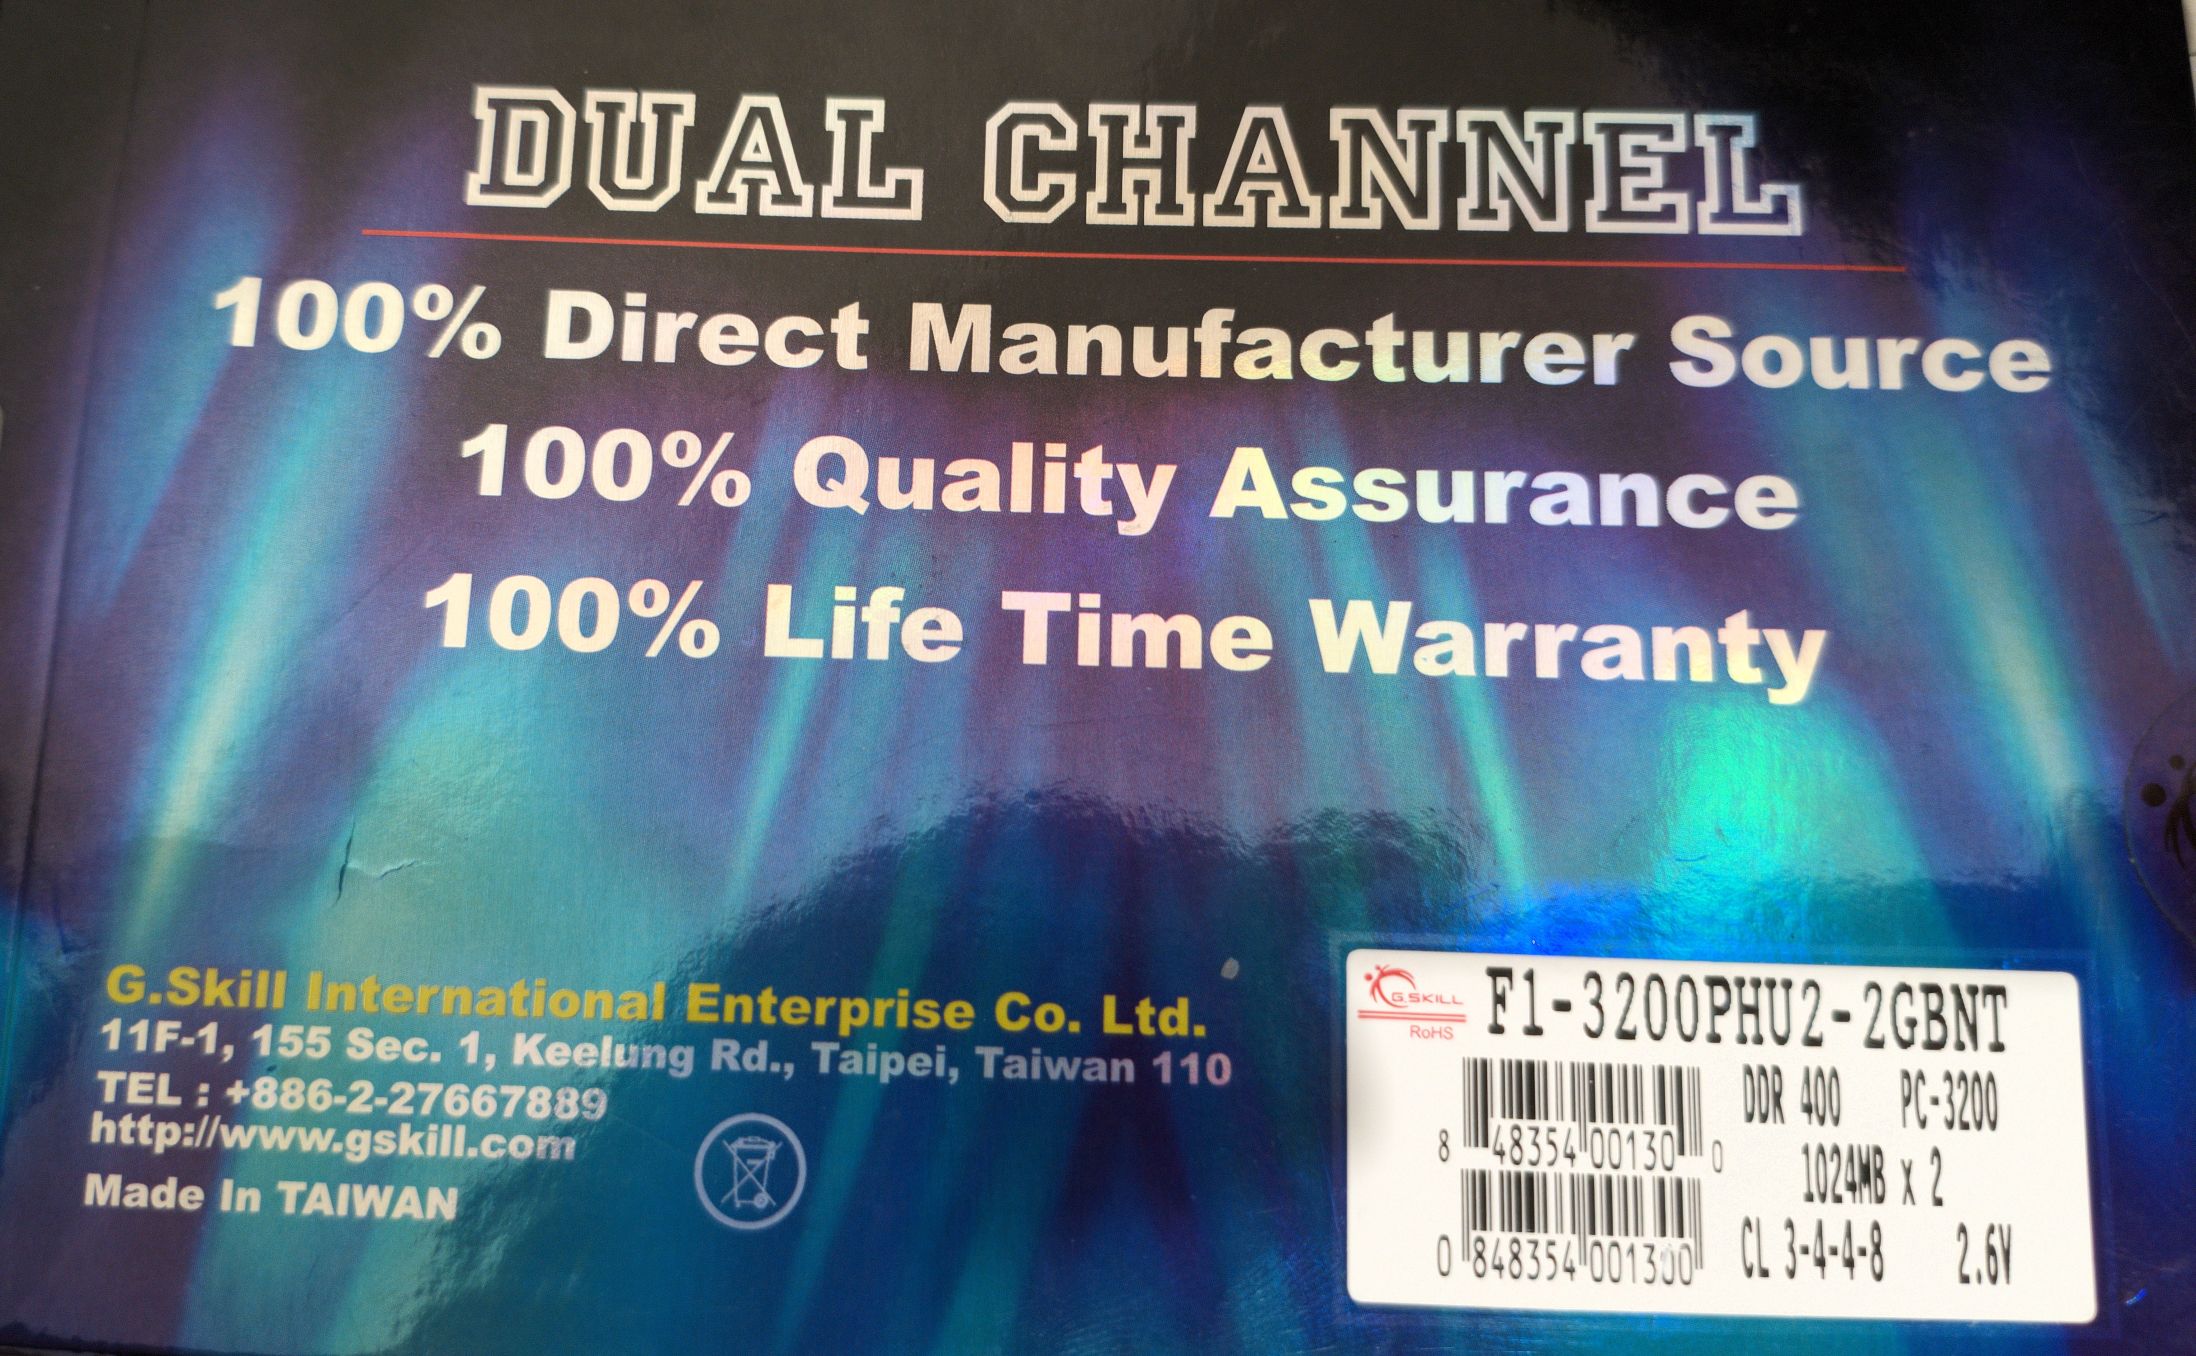 DUAL CHANNEL
100% Direct Manufacturer Source
100% Quality Assurance
100% Life Time Warranty
G.Skill International Enterprise Co. Ltd.
11F-1, 155 Sec. 1, Keelung Rd., Taipei, Taiwan 110
TEL : +886-2-27667889
http://www.gskill.com
Made In TAIWAN
G.SKILL
RoHS
F1-3200PHU2-2GBNT
DDR 400 PC-3200
8 48354 00130 0
1024MB x 2
0 848354 001300
CL 3-4-4-8 2.6V